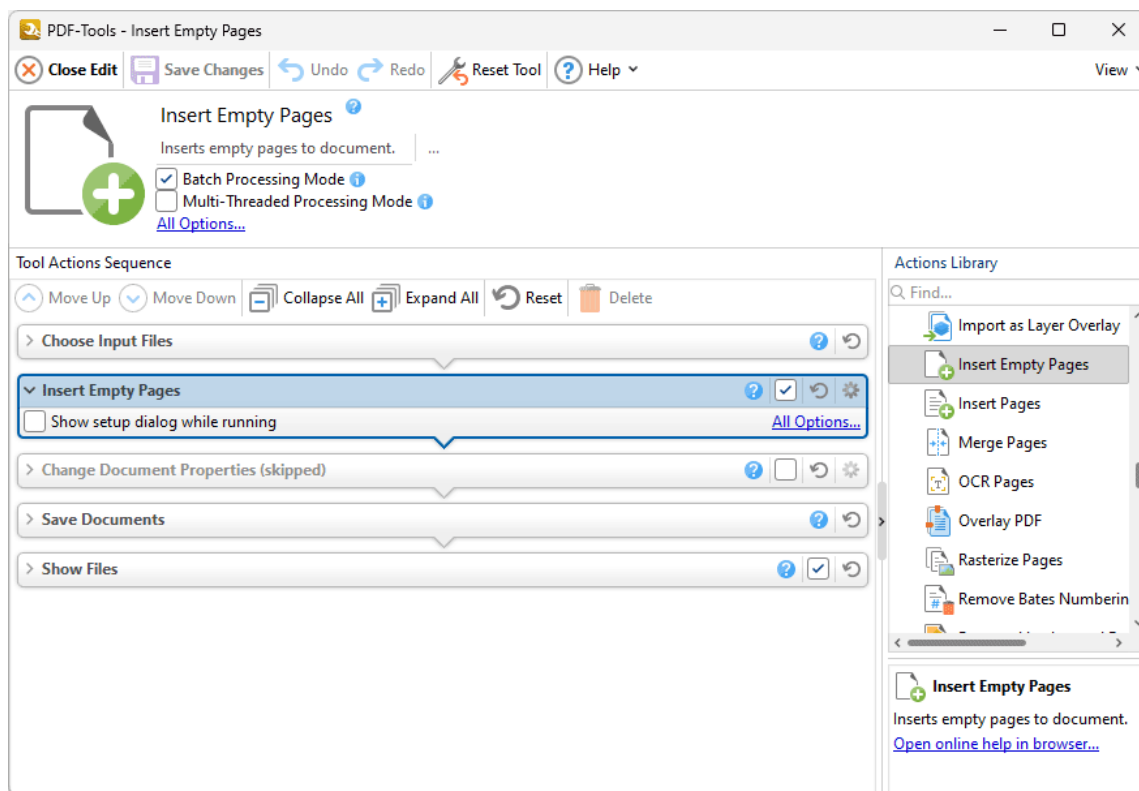 PDF-Tools - Insert Empty Pages
Close Edit Save Changes Undo Redo Reset Tool Help View
Insert Empty Pages
Inserts empty pages to document. ...
Batch Processing Mode
Multi-Threaded Processing Mode
All Options...
Tool Actions Sequence
Move Up Move Down Collapse All Expand All Reset Delete
Choose Input Files
Insert Empty Pages
Show setup dialog while running All Options...
Change Document Properties (skipped)
Save Documents
Show Files
Actions Library
Find...
Import as Layer Overlay
Insert Empty Pages
Insert Pages
Merge Pages
OCR Pages
Overlay PDF
Rasterize Pages
Remove Bates Numberin
Insert Empty Pages
Inserts empty pages to document.
Open online help in browser...